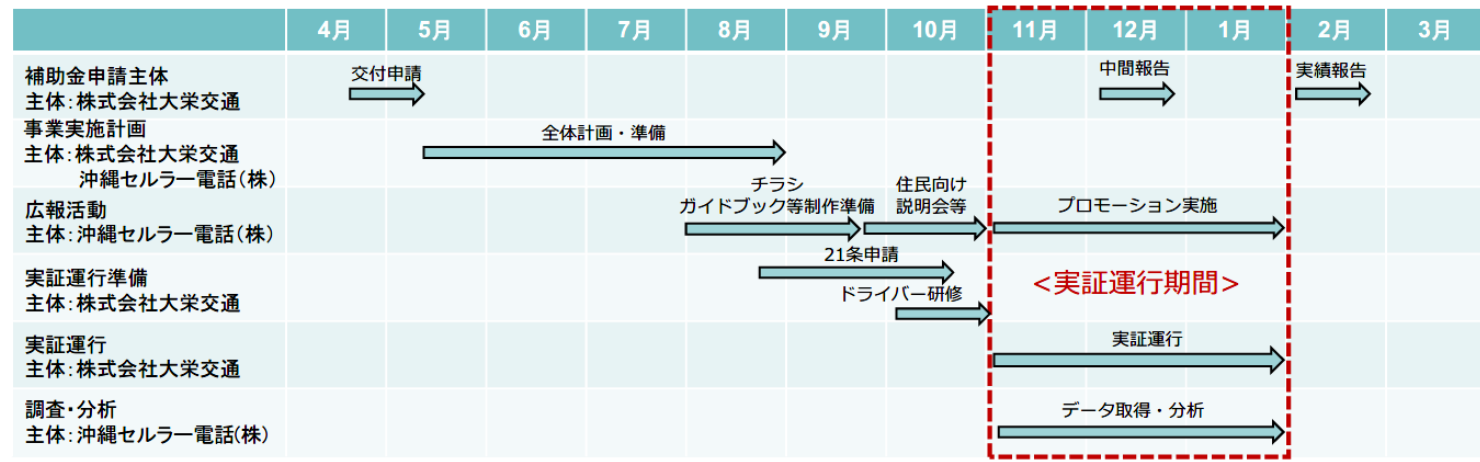 4月 5月 6月 7月 8月 9月 10月 11月 12月 1月 2月 3月
補助金申請主体
主体：株式会社大栄交通
交付申請
中間報告
実績報告
事業実施計画
主体：株式会社大栄交通
沖縄セルラー電話（株）
全体計画・準備
広報活動
主体：沖縄セルラー電話（株）
チラシ
ガイドブック等制作準備
住民向け
説明会等
プロモーション実施
実証運行準備
主体：株式会社大栄交通
21条申請
ドライバー研修
<実証運行期間>
実証運行
主体：株式会社大栄交通
実証運行
調査・分析
主体：沖縄セルラー電話(株）
データ取得・分析